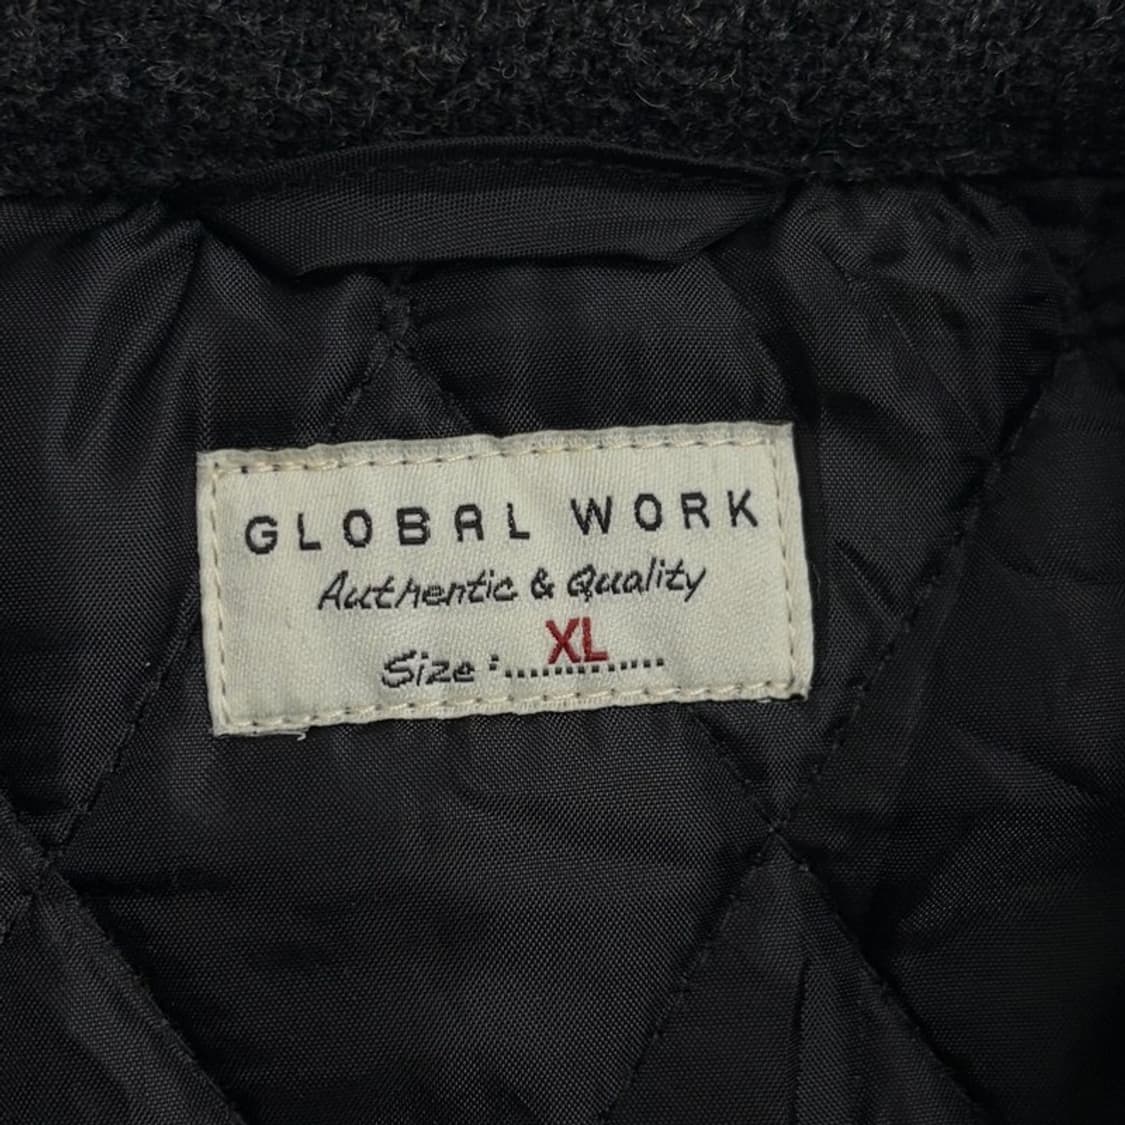 GLOBAL WORK
Authentic & Quality
Size :.....XL.....